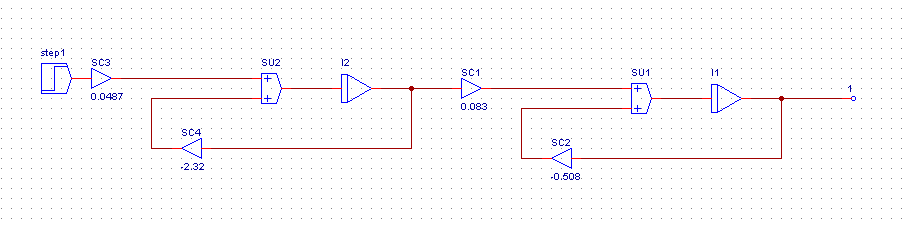 step1
SC3
0.0487
SU2
+
+
I2
SC4
-2.32
SC1
0.083
SU1
+
+
I1
SC2
-0.508
1